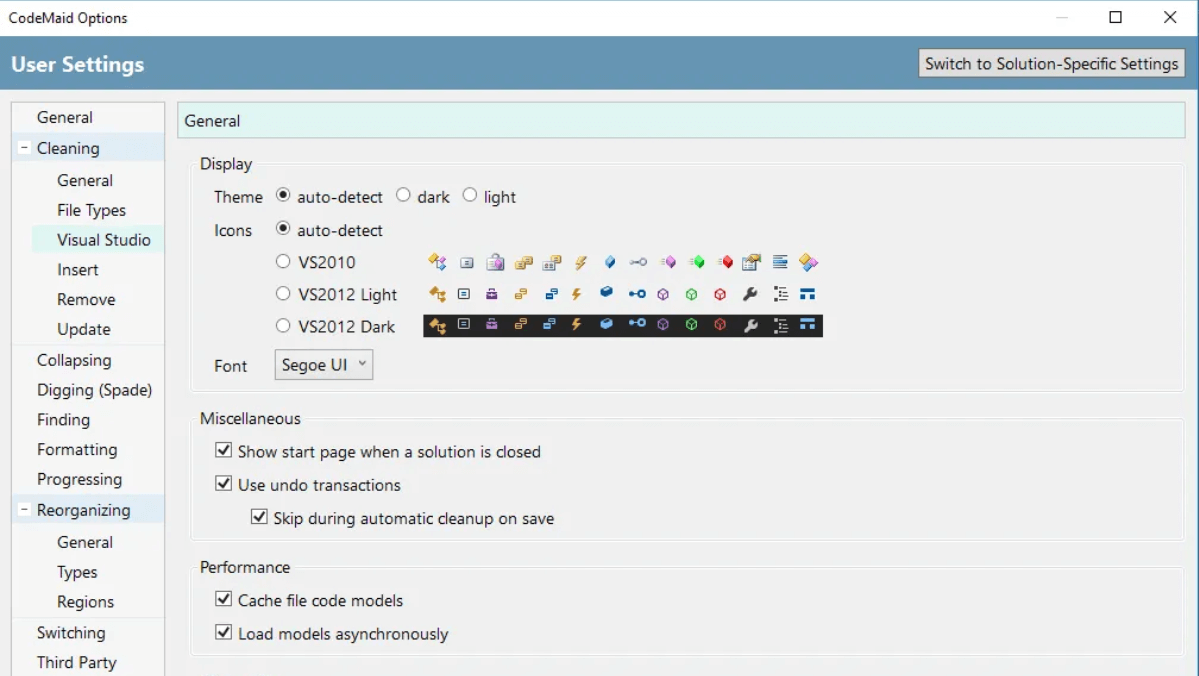 CodeMaid Options
User Settings
Switch to Solution-Specific Settings
General
Cleaning
General
File Types
Visual Studio
Insert
Remove
Update
Collapsing
Digging (Spade)
Finding
Formatting
Progressing
Reorganizing
General
Types
Regions
Switching
Third Party
General
Display
Theme auto-detect dark light
Icons auto-detect
VS2010
VS2012 Light
VS2012 Dark
Font Segoe UI
Miscellaneous
Show start page when a solution is closed
Use undo transactions
Skip during automatic cleanup on save
Performance
Cache file code models
Load models asynchronously